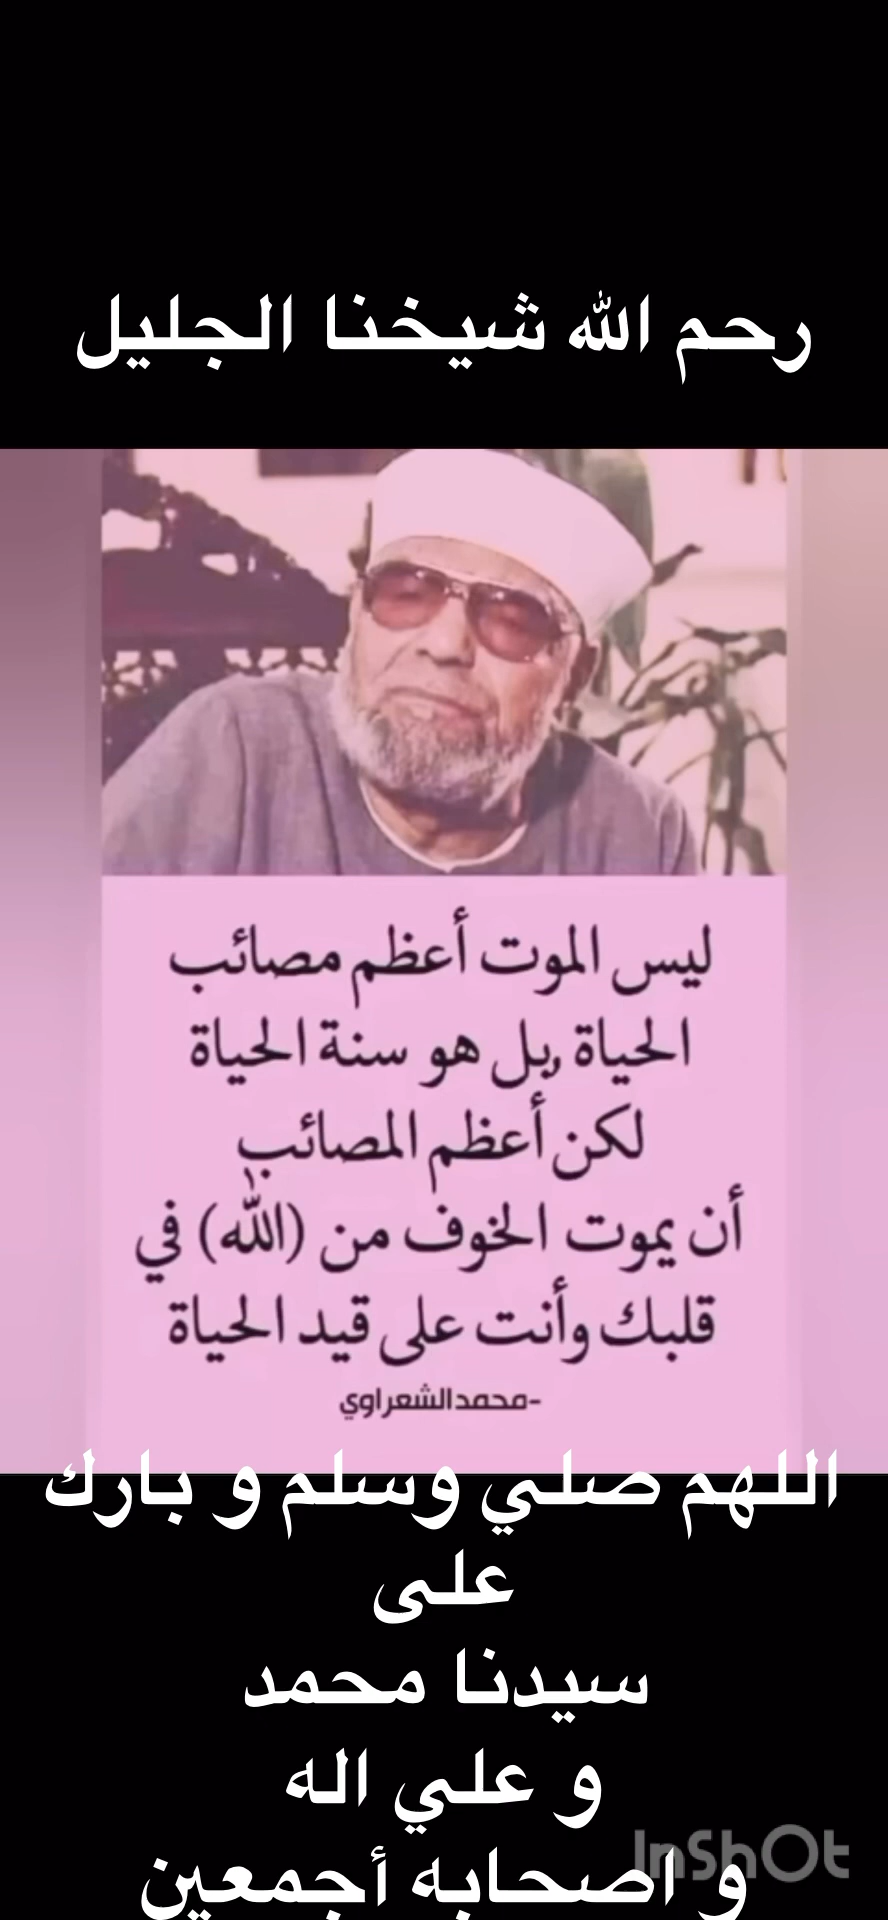 رحم الله شيخنا الجليل
ليس الموت أعظم مصائب
الحياة ,بل هو سنة الحياة
لكن أعظم المصائب
أن يموت الخوف من (الله) في
قلبك وأنت على قيد الحياة
-محمد الشعراوي
اللهم صلي وسلم و بارك
على
سيدنا محمد
و علي اله
و اصحابه أجمعين
InShOt